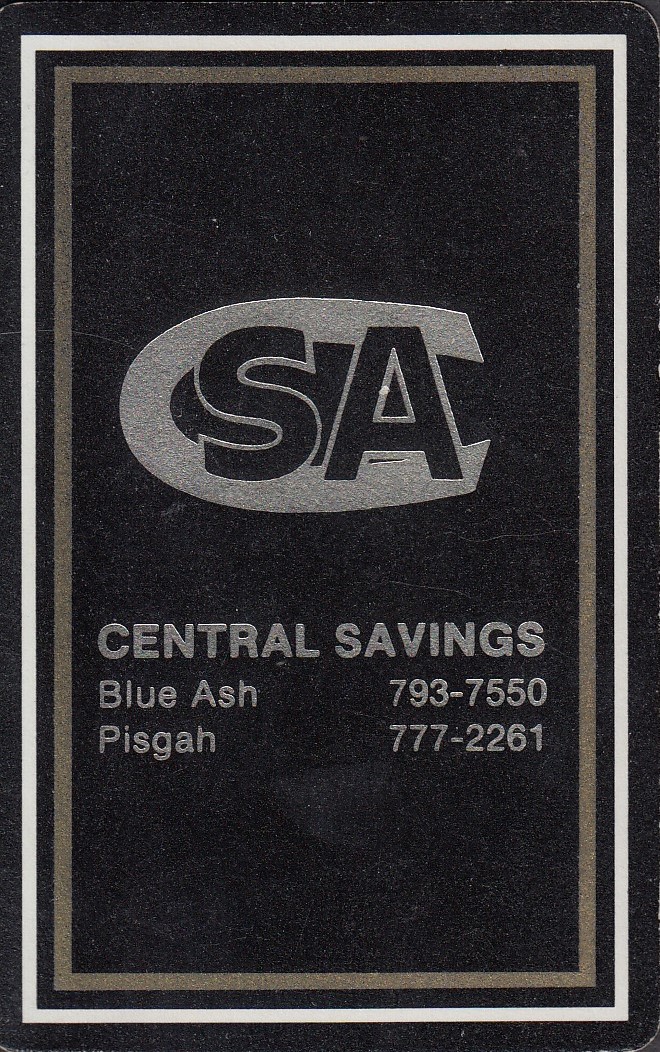 CSA
CENTRAL SAVINGS
Blue Ash 793-7550
Pisgah 777-2261